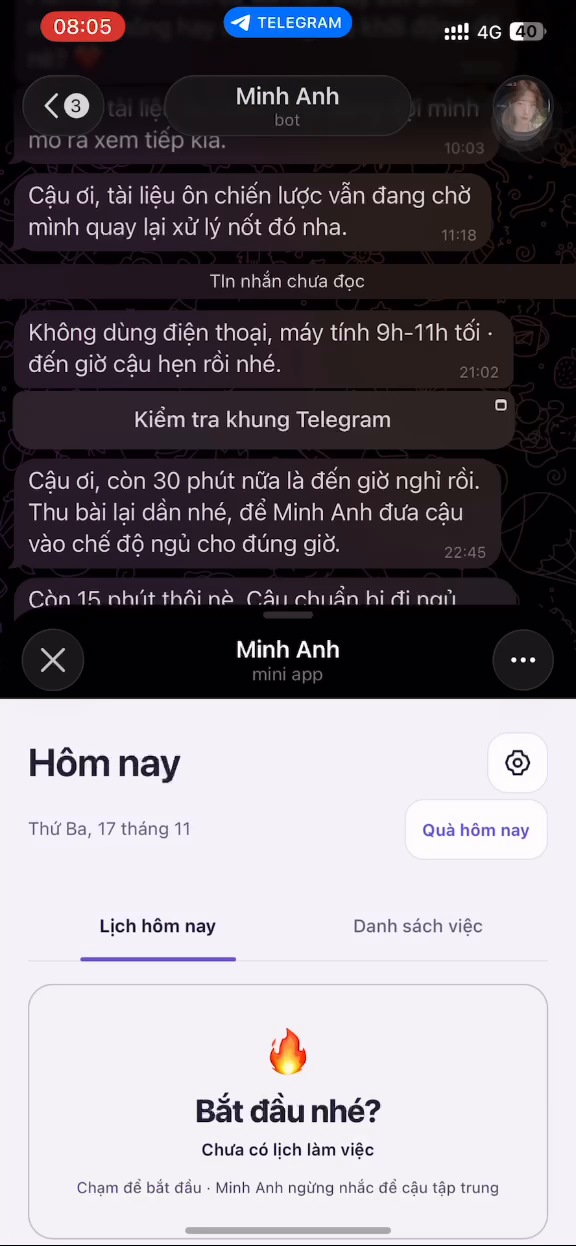 08:05
TELEGRAM
4G
40
3
Minh Anh
bot
mở ra xem tiếp kìa.
10:03
Cậu ơi, tài liệu ôn chiến lược vẫn đang chờ
mình quay lại xử lý nốt đó nha.
11:18
TIn nhắn chưa đọc
Không dùng điện thoại, máy tính 9h-11h tối ·
đến giờ cậu hẹn rồi nhé.
21:02
Kiểm tra khung Telegram
Cậu ơi, còn 30 phút nữa là đến giờ nghỉ rồi.
Thu bài lại dần nhé, để Minh Anh đưa cậu
vào chế độ ngủ cho đúng giờ.
22:45
Còn 15 phút thôi nè. Cậu chuẩn bị đi ngủ
Minh Anh
mini app
Hôm nay
Thứ Ba, 17 tháng 11
Quà hôm nay
Lịch hôm nay
Danh sách việc
Bắt đầu nhé?
Chưa có lịch làm việc
Chạm để bắt đầu · Minh Anh ngừng nhắc để cậu tập trung